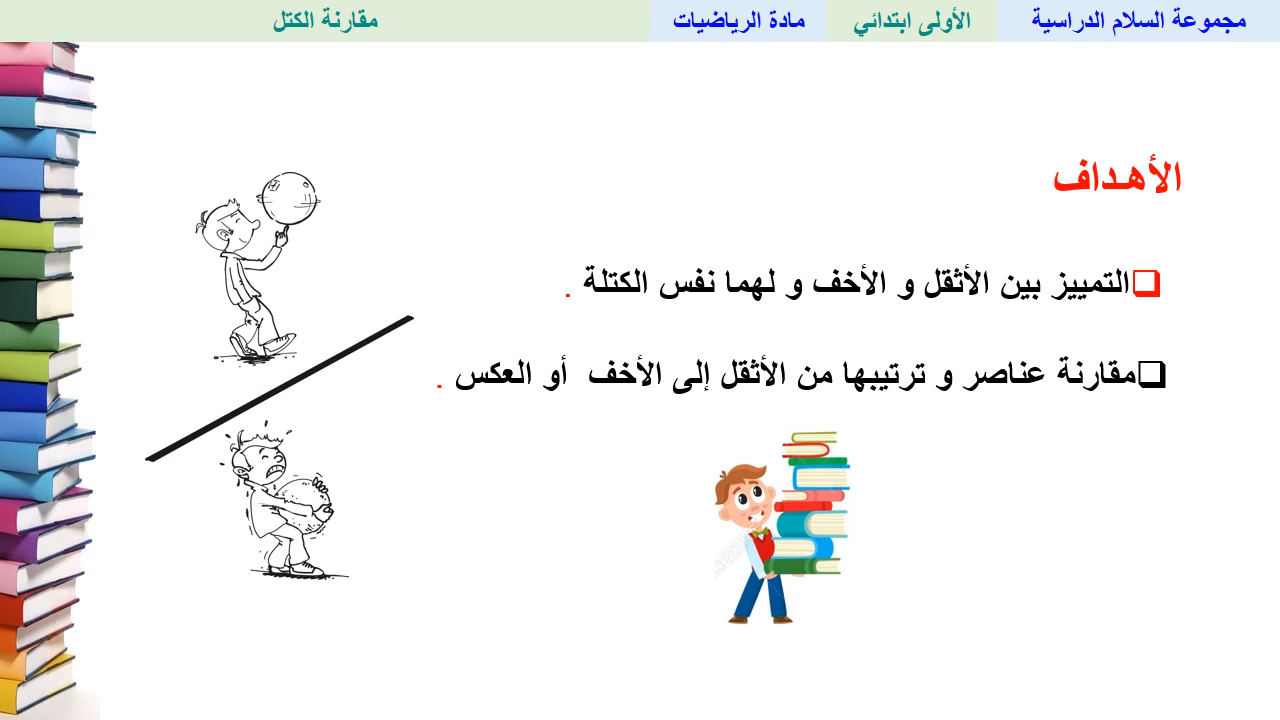 مجموعة السلام الدراسية
الأولى ابتدائي
مادة الرياضيات
مقارنة الكتل
الأهـداف
التمييز بين الأثقل و الأخف و لهما نفس الكتلة .
مقارنة عناصر و ترتيبها من الأثقل إلى الأخف أو العكس .